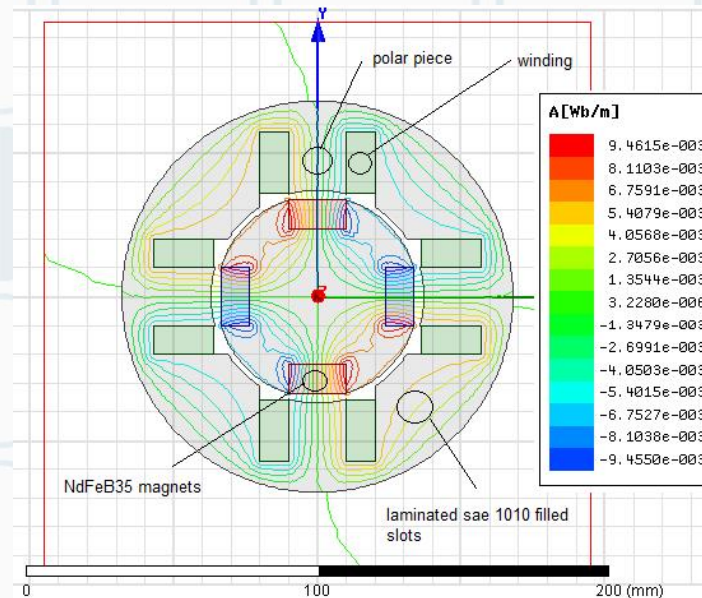 Y
polar piece
winding
A[Wb/m]
9.4615e-003
8.1103e-003
6.7591e-003
5.4079e-003
4.0568e-003
2.7056e-003
1.3544e-003
3.2280e-006
-1.3479e-003
-2.6991e-003
-4.0503e-003
-5.4015e-003
-6.7527e-003
-8.1038e-003
-9.4550e-003
NdFeB35 magnets
laminated sae 1010 filled
slots
0
100
200 (mm)